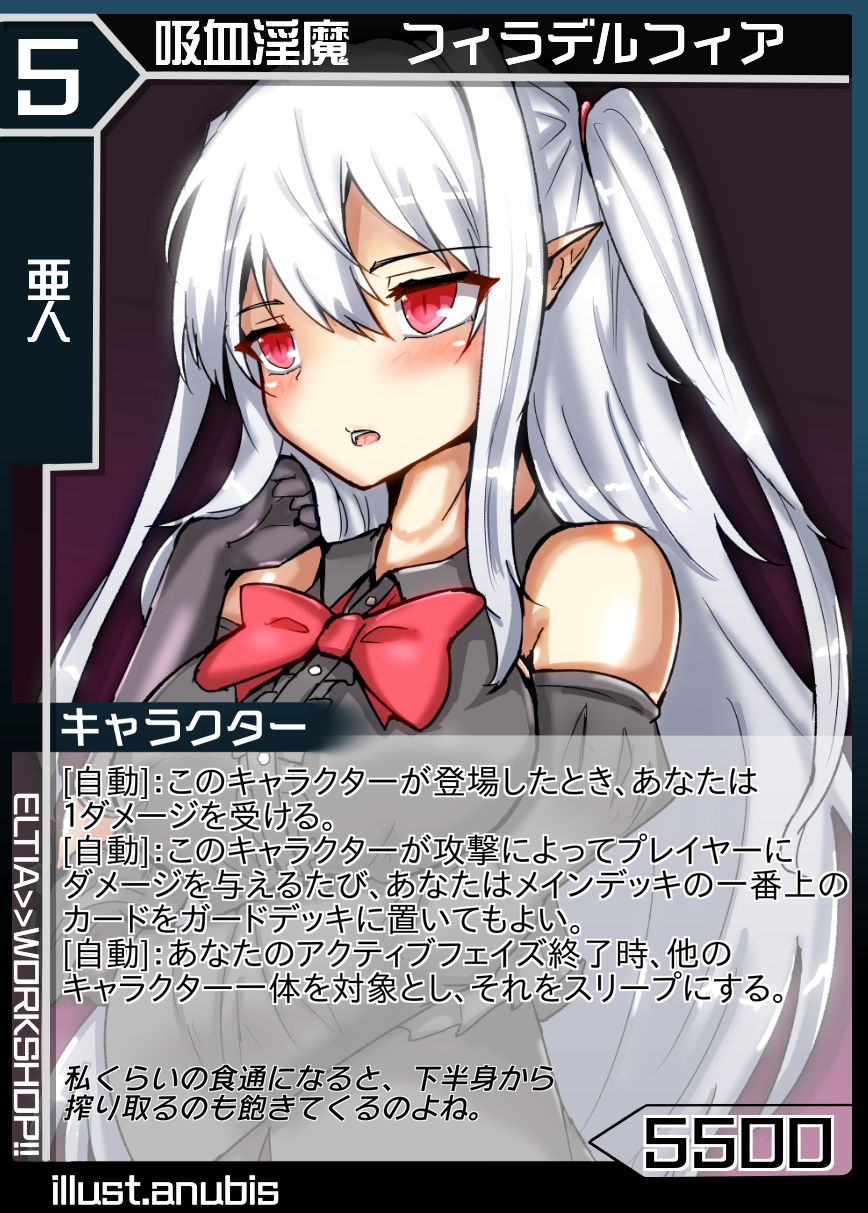 5
吸血淫魔　フィラデルフィア
亜人
キャラクター
[自動]:このキャラクターが登場したとき、あなたは
1ダメージを受ける。
[自動]:このキャラクターが攻撃によってプレイヤーに
ダメージを与えるたび、あなたはメインデッキの一番上の
カードをガードデッキに置いてもよい。
[自動]:あなたのアクティブフェイズ終了時、他の
キャラクター一体を対象とし、それをスリープにする。
私くらいの食通になると、下半身から
搾り取るのも飽きてくるのよね。
ELTIA>>WORKSHOP!!
5500
illust.anubis